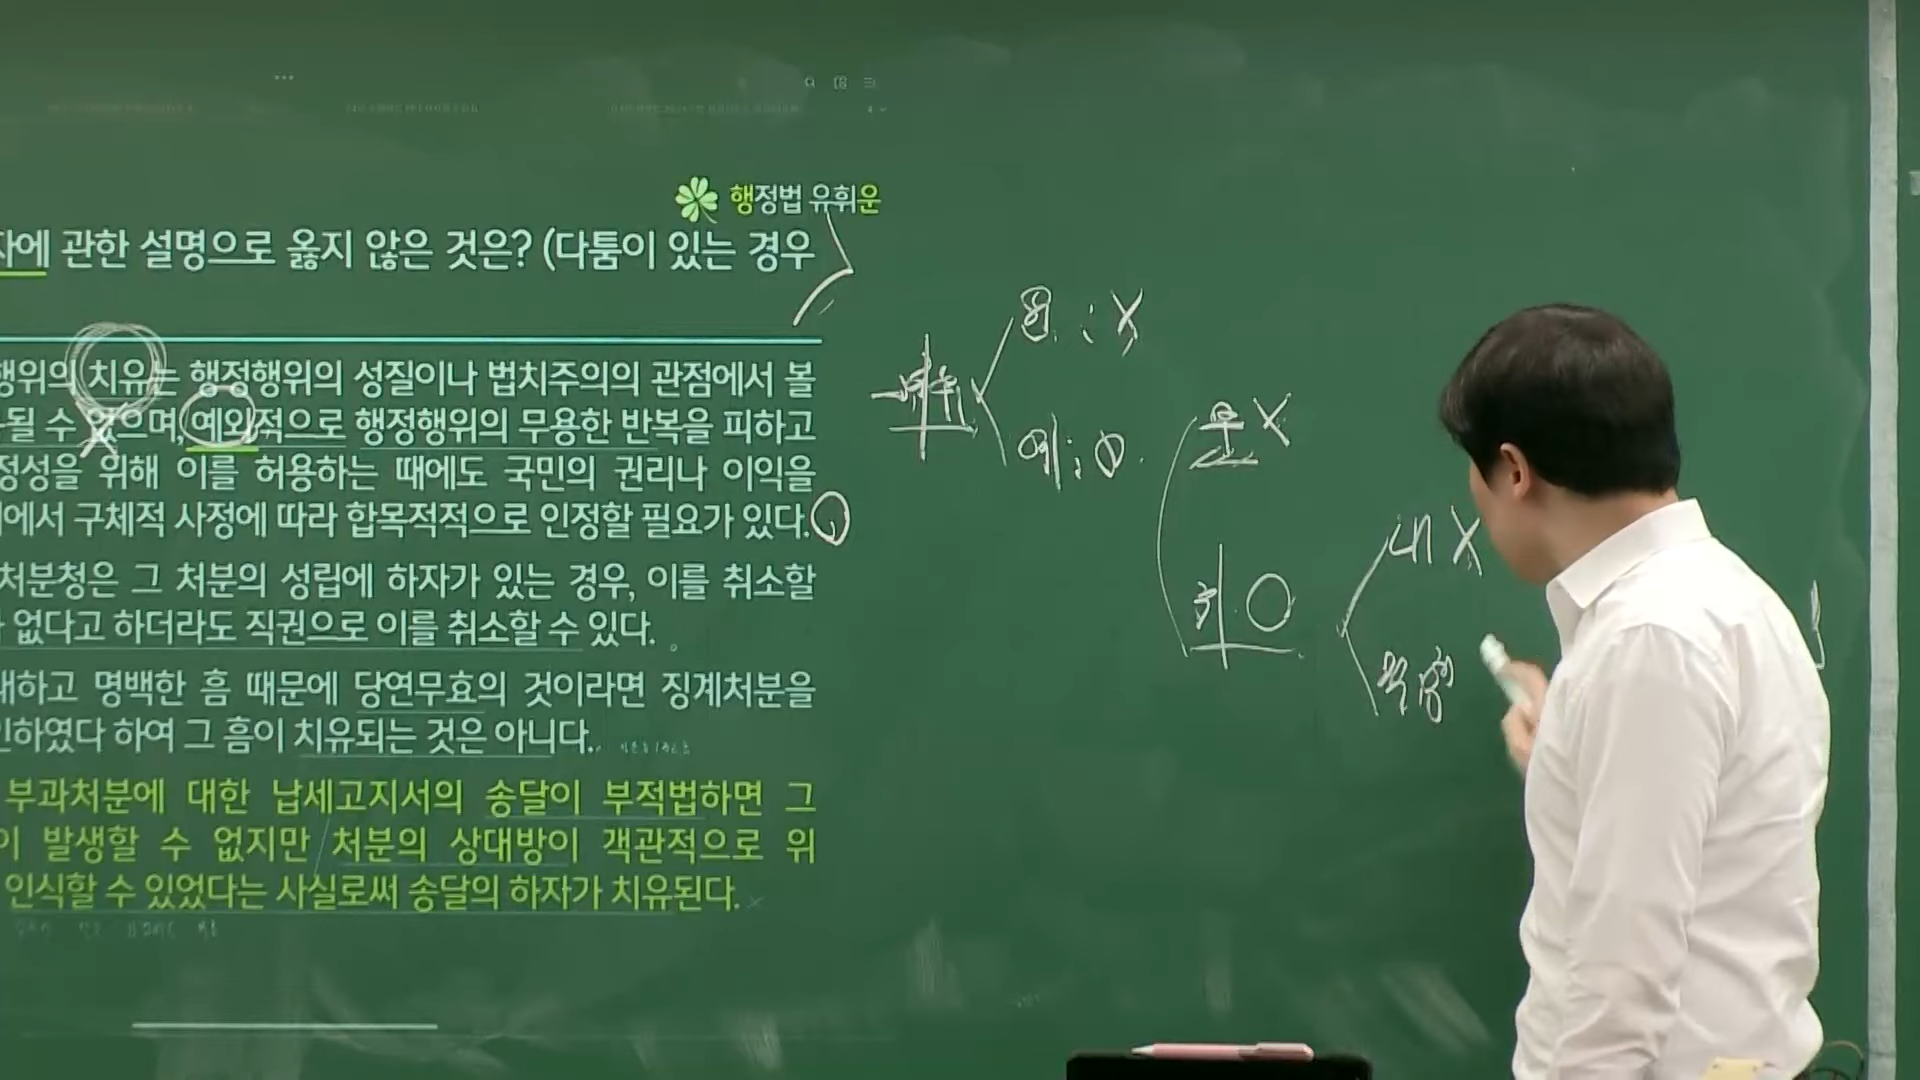 행정법 유휘운
자에 관한 설명으로 옳지 않은 것은? (다툼이 있는 경우
행위의 치유는 행정행위의 성질이나 법치주의의 관점에서 볼
될 수 없으며, 예외적으로 행정행위의 무용한 반복을 피하고
정성을 위해 이를 허용하는 때에도 국민의 권리나 이익을
에서 구체적 사정에 따라 합목적적으로 인정할 필요가 있다.
처분청은 그 처분의 성립에 하자가 있는 경우, 이를 취소할
없다고 하더라도 직권으로 이를 취소할 수 있다.
대하고 명백한 흠 때문에 당연무효의 것이라면 징계처분을
인하였다 하여 그 흠이 치유되는 것은 아니다.
부과처분에 대한 납세고지서의 송달이 부적법하면 그
이 발생할 수 없지만 처분의 상대방이 객관적으로 위
인식할 수 있었다는 사실로써 송달의 하자가 치유된다.
원 : X
예 : O
무 X
취 O
내 X